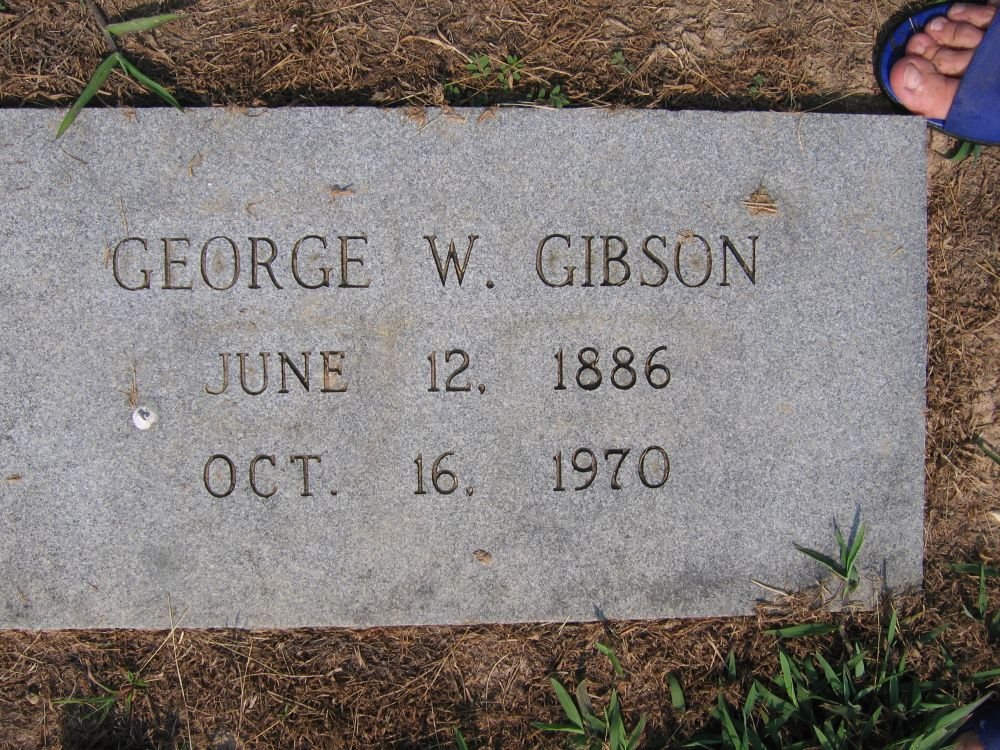 GEORGE W. GIBSON
JUNE 12, 1886
OCT. 16, 1970